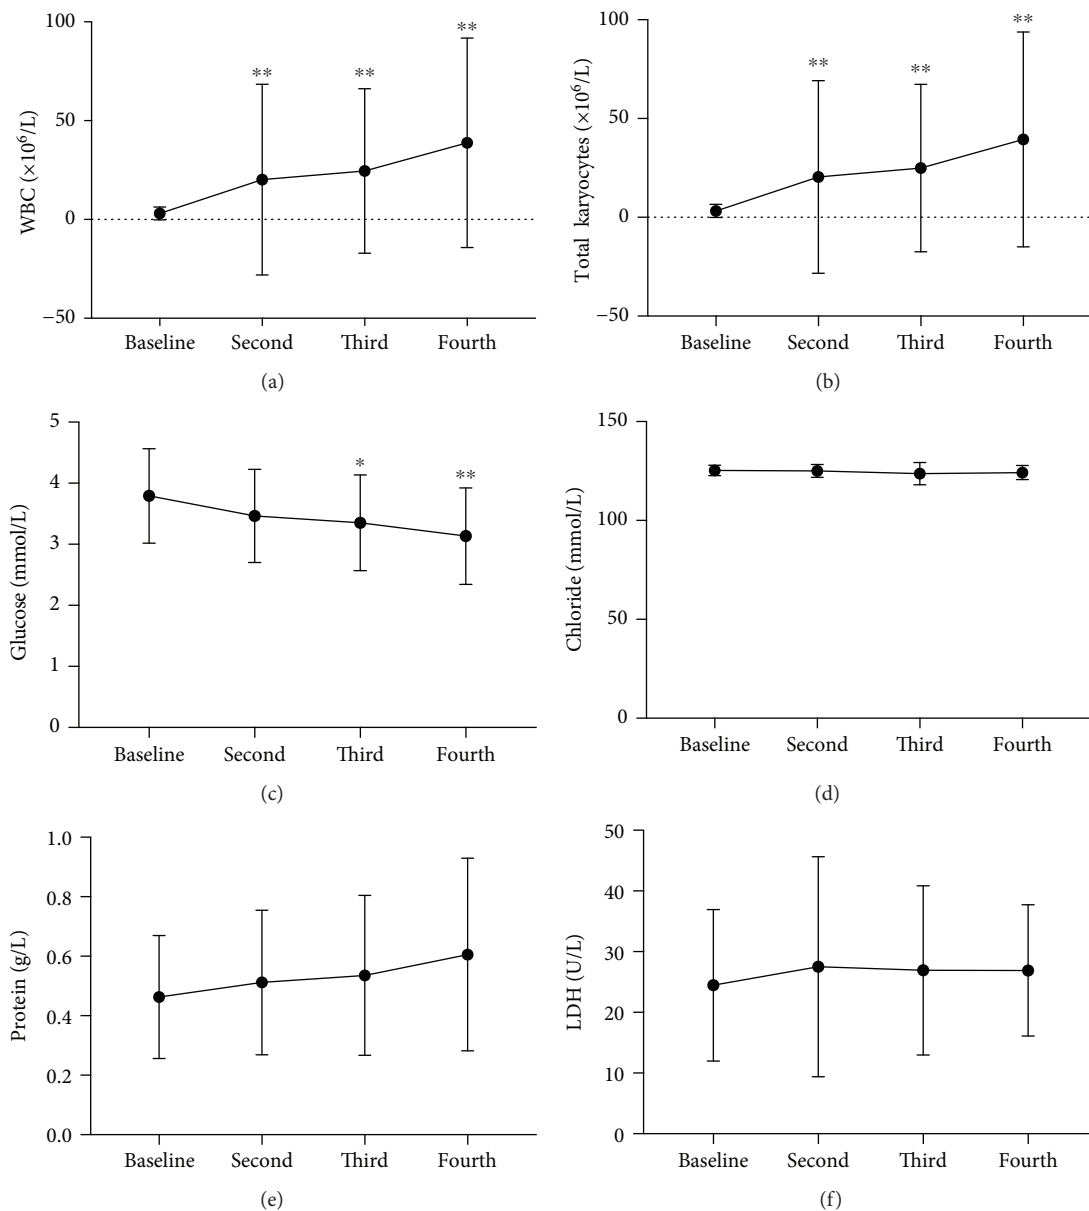 100
50
0
−50
WBC (×10⁶/L)
**
**
**
Baseline Second Third Fourth
(a)
100
50
0
−50
Total karyocytes (×10⁶/L)
**
**
**
Baseline Second Third Fourth
(b)
5
4
3
2
1
0
Glucose (mmol/L)
*
**
Baseline Second Third Fourth
(c)
150
100
50
0
Chloride (mmol/L)
Baseline Second Third Fourth
(d)
1.0
0.8
0.6
0.4
0.2
0.0
Protein (g/L)
Baseline Second Third Fourth
(e)
50
40
30
20
10
0
LDH (U/L)
Baseline Second Third Fourth
(f)